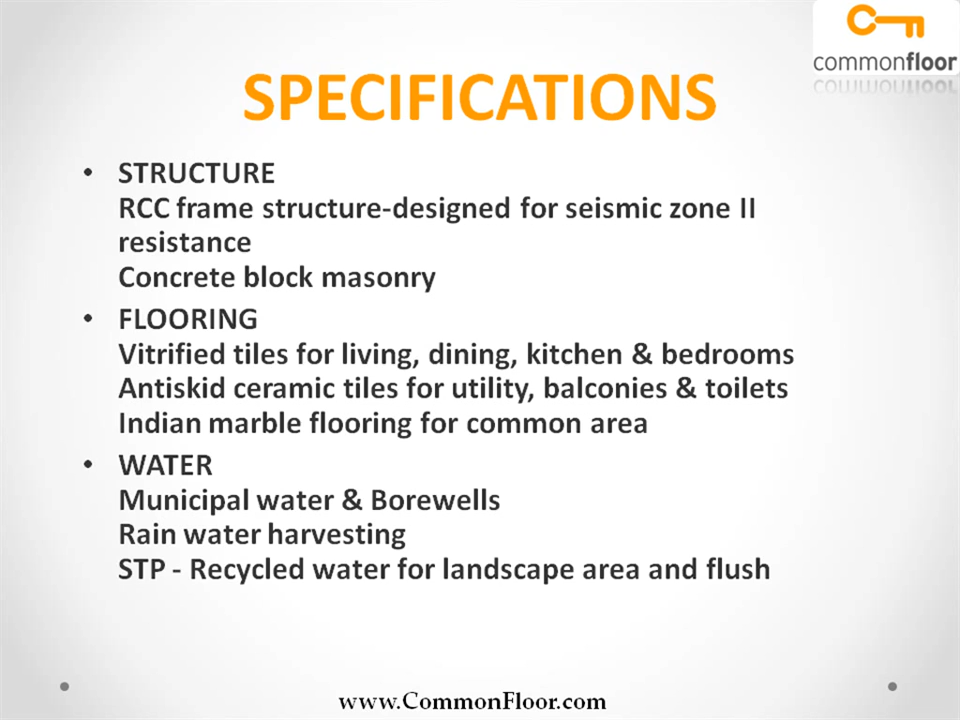 commonfloor
SPECIFICATIONS
• STRUCTURE
RCC frame structure-designed for seismic zone II
resistance
Concrete block masonry
• FLOORING
Vitrified tiles for living, dining, kitchen & bedrooms
Antiskid ceramic tiles for utility, balconies & toilets
Indian marble flooring for common area
• WATER
Municipal water & Borewells
Rain water harvesting
STP - Recycled water for landscape area and flush
www.CommonFloor.com